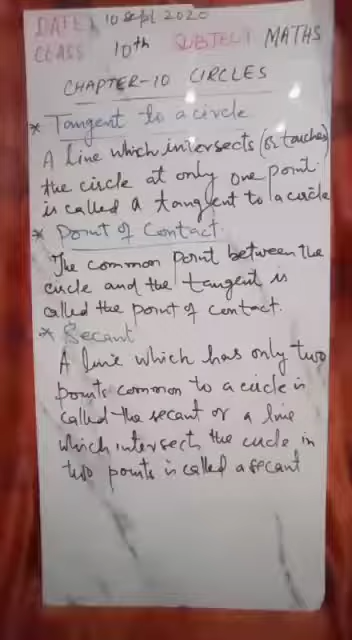 DATE 10 Sept 2020
CLASS 10th SUBJECT MATHS
CHAPTER-10 CIRCLES
* Tangent to a circle
A line which intersects (or touches)
the circle at only one point.
is called a tangent to a circle
* Point of Contact.
The common point between the
circle and the tangent is
called the point of contact.
* Secant
A line which has only two
points common to a circle is
called the secant or a line
which intersects the circle in
two points is called a secant